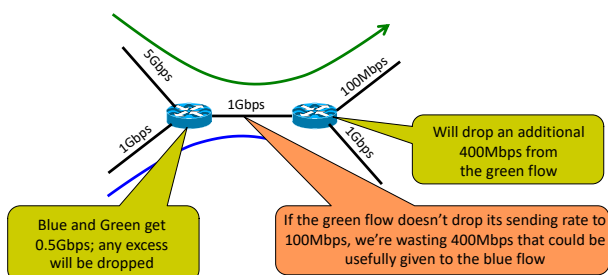 5Gbps
100Mbps
1Gbps
1Gbps
1Gbps
Will drop an additional
400Mbps from
the green flow
Blue and Green get
0.5Gbps; any excess
will be dropped
If the green flow doesn't drop its sending rate to
100Mbps, we're wasting 400Mbps that could be
usefully given to the blue flow